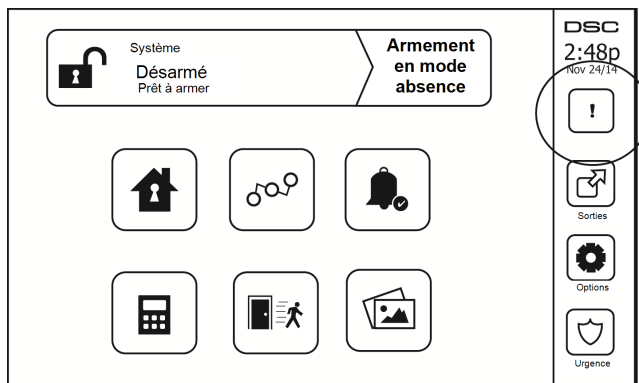 Système
Désarmé
Prêt à armer
Armement
en mode
absence
DSC
2:48p
Nov 24/14
!
Sorties
Options
Urgence